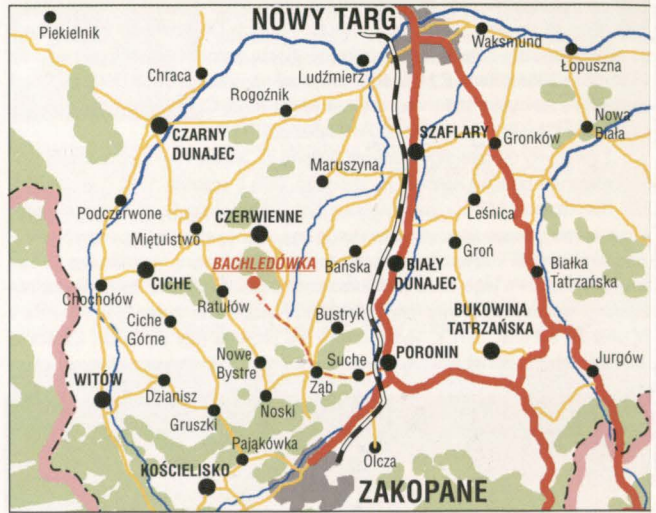 NOWY TARG
Piekielnik
Waksmund
Łopuszna
Chraca
Ludźmierz
Rogoźnik
Nowa
Biała
CZARNY
DUNAJEC
SZAFLARY
Gronków
Maruszyna
Podczerwone
Leśnica
CZERWIENNE
Miętuistwo
Groń
BACHLEDÓWKA
Bańska
BIAŁY
DUNAJEC
Białka
Tatrzańska
CICHE
Chochołów
Ratułów
Ciche
Górne
Bustryk
BUKOWINA
TATRZAŃSKA
Nowe
Bystre
Suche
PORONIN
Jurgów
WITÓW
Dzianisz
Ząb
Noski
Gruszki
Pająkówka
Olcza
KOŚCIELISKO
ZAKOPANE